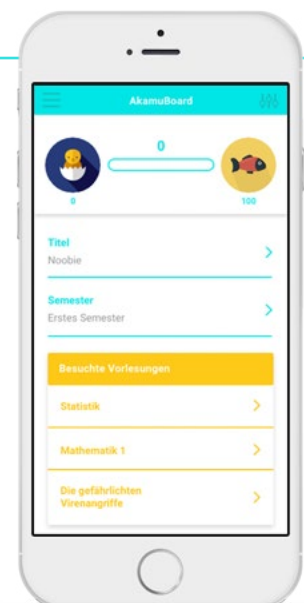 AkamuBoard
0
0
100
Titel
Noobie
Semester
Erstes Semester
Besuchte Vorlesungen
Statistik
Mathematik 1
Die gefährlichten
Virenangriffe